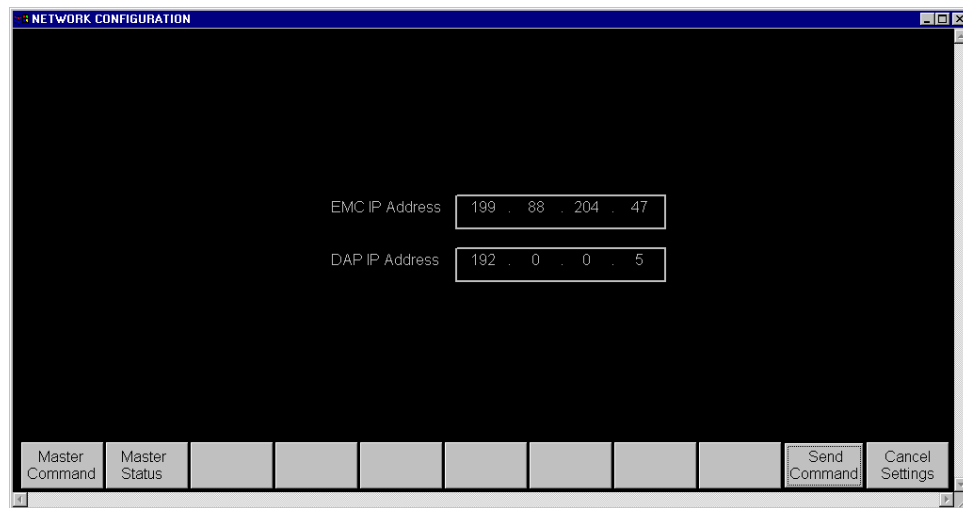 NETWORK CONFIGURATION
EMC IP Address 199 . 88 . 204 . 47
DAP IP Address 192 . 0 . 0 . 5
Master Command
Master Status
Send Command
Cancel Settings